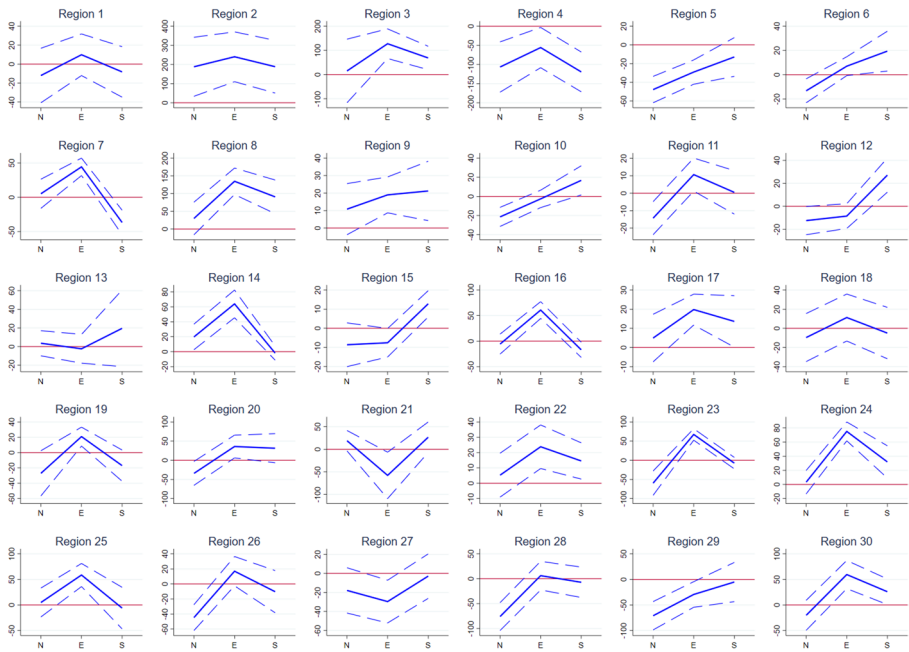 Region 1
40
20
0
-20
-40
N E S
Region 2
400
300
200
100
0
N E S
Region 3
200
100
0
-100
N E S
Region 4
0
-50
-100
-150
-200
N E S
Region 5
20
0
-20
-40
-60
N E S
Region 6
40
20
0
-20
N E S
Region 7
50
0
-50
N E S
Region 8
200
150
100
50
0
N E S
Region 9
40
30
20
10
0
N E S
Region 10
40
20
0
-20
-40
N E S
Region 11
20
10
0
-10
-20
N E S
Region 12
40
20
0
-20
N E S
Region 13
60
40
20
0
-20
N E S
Region 14
80
60
40
20
0
N E S
Region 15
20
10
0
-10
-20
N E S
Region 16
100
50
0
-50
N E S
Region 17
30
20
10
0
-10
N E S
Region 18
40
20
0
-20
-40
N E S
Region 19
40
20
0
-20
-40
-60
N E S
Region 20
100
50
0
-50
-100
N E S
Region 21
50
0
-50
-100
N E S
Region 22
40
30
20
10
0
-10
N E S
Region 23
100
50
0
-50
-100
N E S
Region 24
80
60
40
20
0
-20
N E S
Region 25
100
50
0
-50
N E S
Region 26
40
20
0
-20
-40
-60
N E S
Region 27
20
0
-20
-40
-60
N E S
Region 28
50
0
-50
-100
N E S
Region 29
50
0
-50
-100
N E S
Region 30
100
50
0
-50
N E S